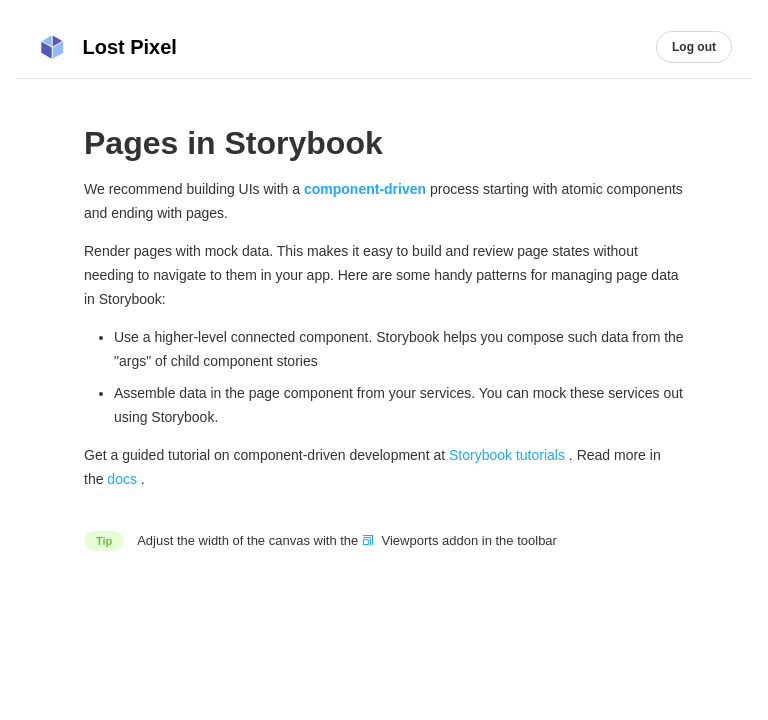 Lost Pixel
Log out
Pages in Storybook
We recommend building UIs with a component-driven process starting with atomic components
and ending with pages.
Render pages with mock data. This makes it easy to build and review page states without
needing to navigate to them in your app. Here are some handy patterns for managing page data
in Storybook:
• Use a higher-level connected component. Storybook helps you compose such data from the
"args" of child component stories
• Assemble data in the page component from your services. You can mock these services out
using Storybook.
Get a guided tutorial on component-driven development at Storybook tutorials . Read more in
the docs .
Tip Adjust the width of the canvas with the Viewports addon in the toolbar